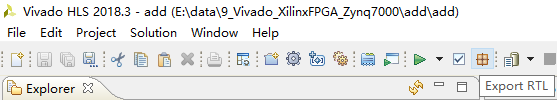 Vivado HLS 2018.3 - add (E:\data\9_Vivado_XilinxFPGA_Zynq7000\add\add)
File Edit Project Solution Window Help
Explorer
Export RTL